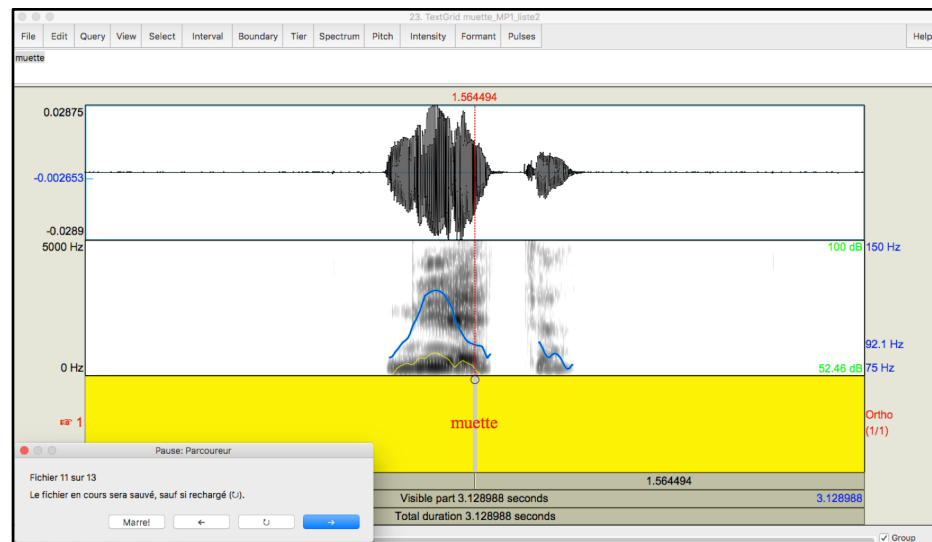 23. TextGrid muette_MP1_liste2
File Edit Query View Select Interval Boundary Tier Spectrum Pitch Intensity Formant Pulses Help
muette
1.564494
0.02875
-0.002653
-0.0289
5000 Hz 100 dB 150 Hz
92.1 Hz
0 Hz 52.46 dB 75 Hz
1 muette Ortho
(1/1)
Pause: Parcoureur
Fichier 11 sur 13
Le fichier en cours sera sauvé, sauf si rechargé (↻).
Marre! ← ↻ →
1.564494
Visible part 3.128988 seconds 3.128988
Total duration 3.128988 seconds
Group